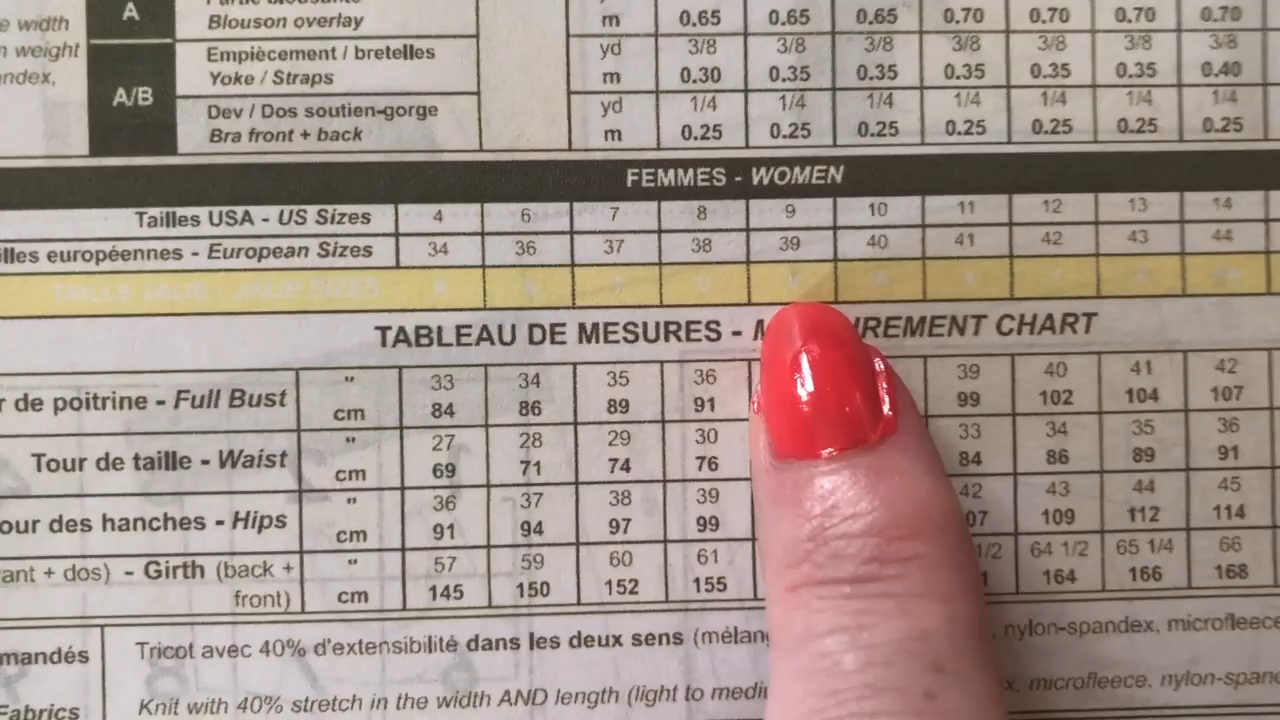 e width
n weight
ndex,
A
Blouson overlay
m 0.65 0.65 0.65 0.70 0.70 0.70 0.70
A/B
Empiècement / bretelles
Yoke / Straps
yd 3/8 3/8 3/8 3/8 3/8 3/8 3/8
m 0.30 0.35 0.35 0.35 0.35 0.35 0.40
Dev / Dos soutien-gorge
Bra front + back
yd 1/4 1/4 1/4 1/4 1/4 1/4 1/4
m 0.25 0.25 0.25 0.25 0.25 0.25 0.25
FEMMES - WOMEN
Tailles USA - US Sizes 4 6 7 8 9 10 11 12 13 14
illes européennes - European Sizes 34 36 37 38 39 40 41 42 43 44
TABLEAU DE MESURES - M REMENT CHART
r de poitrine - Full Bust
" 33 34 35 36 39 40 41 42
cm 84 86 89 91 99 102 104 107
Tour de taille - Waist
" 27 28 29 30 33 34 35 36
cm 69 71 74 76 84 86 89 91
our des hanches - Hips
" 36 37 38 39 42 43 44 45
cm 91 94 97 99 07 109 112 114
ant + dos) - Girth (back +
front)
" 57 59 60 61 1/2 64 1/2 65 1/4 66
cm 145 150 152 155 1 164 166 168
mandés
Tricot avec 40% d'extensibilité dans les deux sens (mélan , nylon-spandex, microfleece
Fabrics
Knit with 40% stretch in the width AND length (light to medi x, microfleece, nylon-span